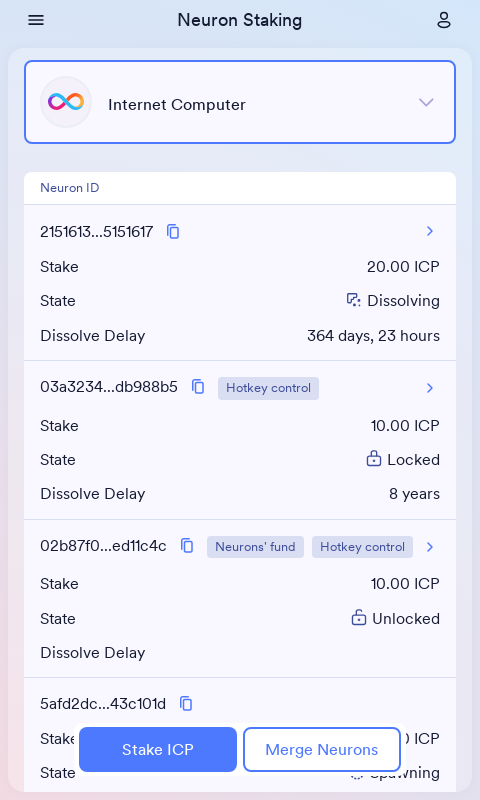 Neuron Staking
Internet Computer
Neuron ID
2151613...5151617
Stake 20.00 ICP
State Dissolving
Dissolve Delay 364 days, 23 hours
03a3234...db988b5 Hotkey control
Stake 10.00 ICP
State Locked
Dissolve Delay 8 years
02b87f0...ed11c4c Neurons' fund Hotkey control
Stake 10.00 ICP
State Unlocked
Dissolve Delay
5afd2dc...43c101d
Stake ICP
State Spawning
Stake ICP Merge Neurons